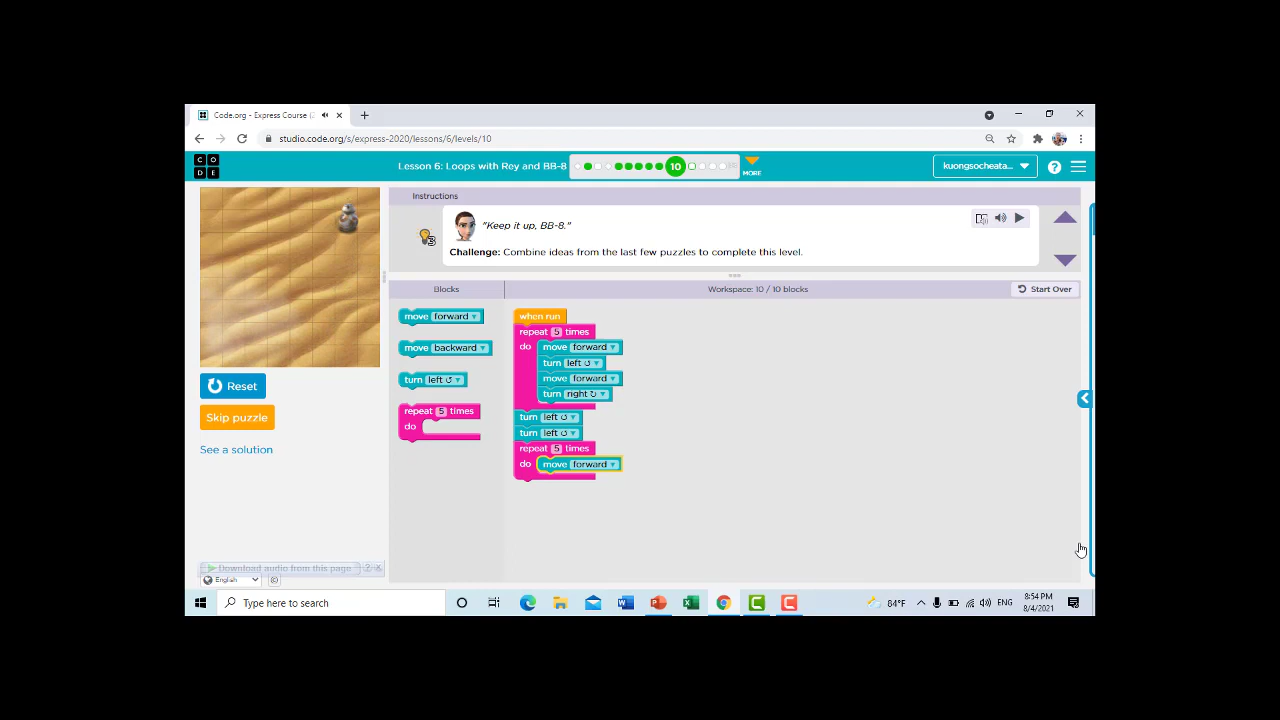 Code.org - Express Course (2
studio.code.org/s/express-2020/lessons/6/levels/10
C O
D E
Lesson 6: Loops with Rey and BB-8
10
MORE
kuongsocheata...
?
Instructions
"Keep it up, BB-8."
Challenge: Combine ideas from the last few puzzles to complete this level.
Blocks
Workspace: 10 / 10 blocks
Start Over
move forward
move backward
turn left
repeat 5 times
do
when run
repeat 5 times
do move forward
turn left
move forward
turn right
turn left
turn left
repeat 5 times
do move forward
Reset
Skip puzzle
See a solution
Download audio from this page
English
Type here to search
84°F
ENG
8:54 PM
8/4/2021